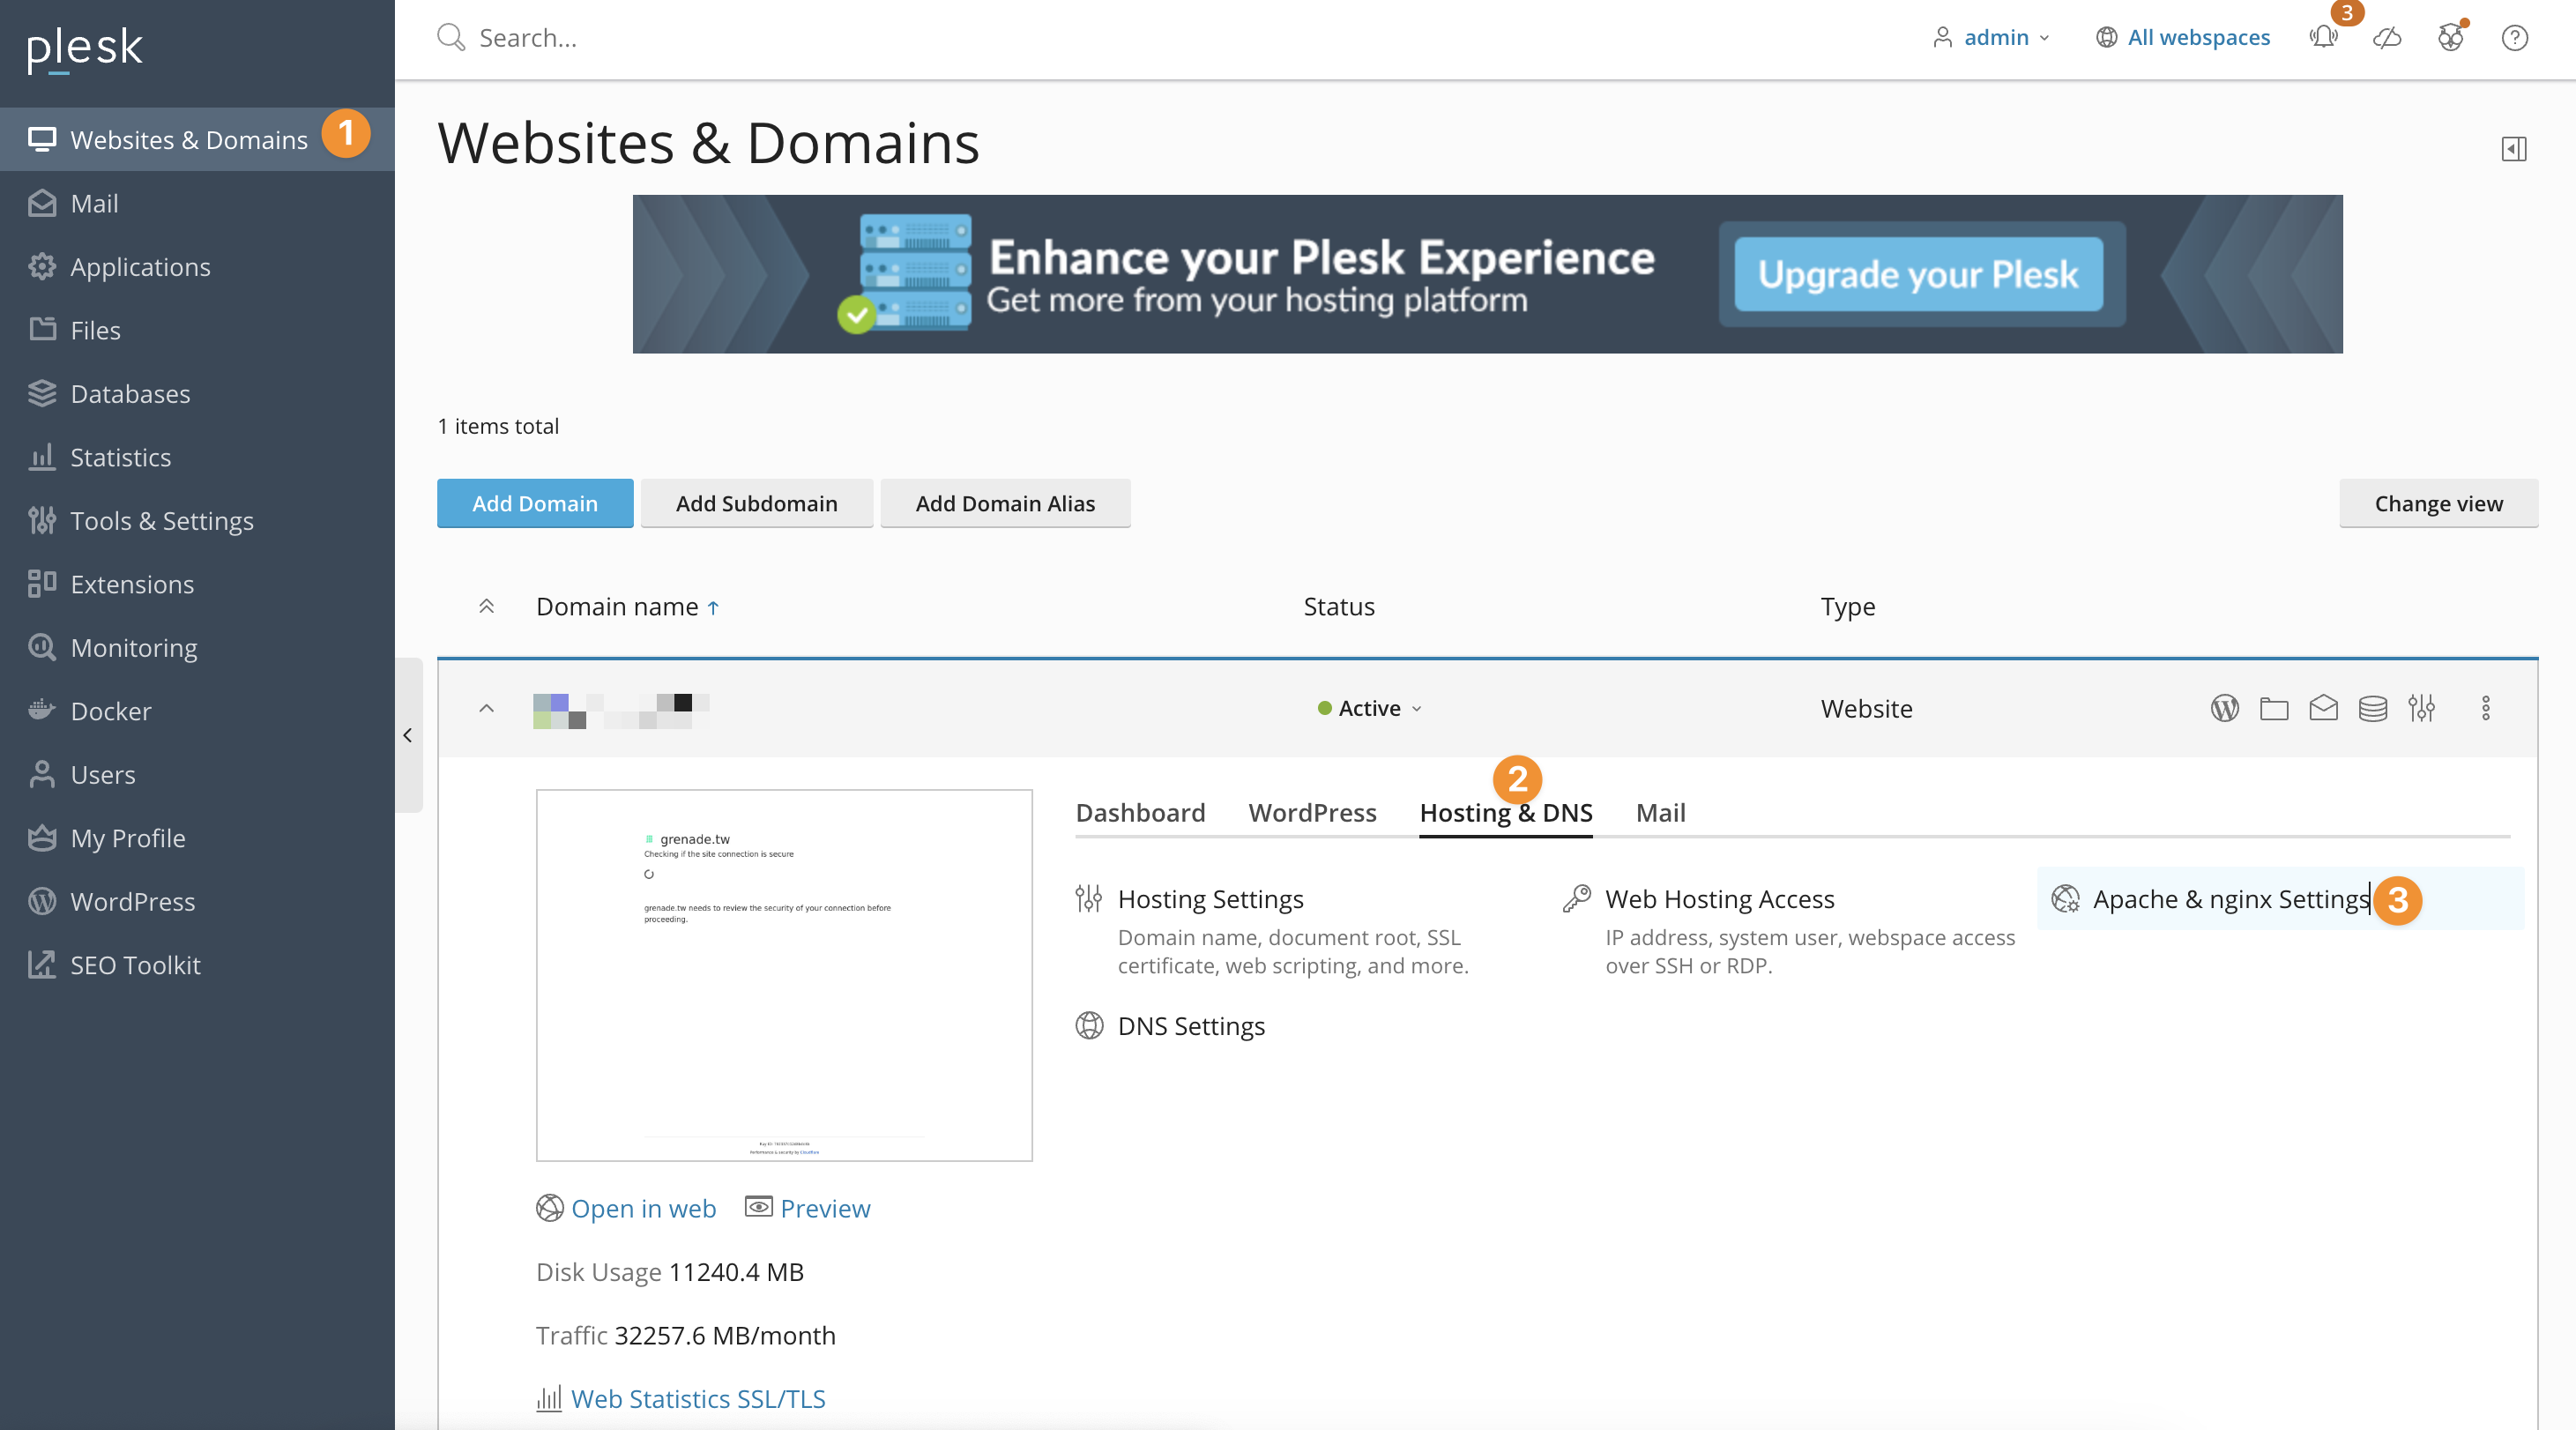 plesk
Search...
admin
All webspaces
3
Websites & Domains 1
Mail
Applications
Files
Databases
Statistics
Tools & Settings
Extensions
Monitoring
Docker
Users
My Profile
WordPress
SEO Toolkit
Websites & Domains
Enhance your Plesk Experience
Get more from your hosting platform
Upgrade your Plesk
1 items total
Add Domain
Add Subdomain
Add Domain Alias
Change view
Domain name
Status
Type
Active
Website
2
Dashboard
WordPress
Hosting & DNS
Mail
Hosting Settings
Domain name, document root, SSL
certificate, web scripting, and more.
Web Hosting Access
IP address, system user, webspace access
over SSH or RDP.
Apache & nginx Settings 3
DNS Settings
grenade.tw
Checking if the site connection is secure
grenade.tw needs to review the security of your connection before
proceeding.
Performance & security by Cloudflare
Open in web
Preview
Disk Usage 11240.4 MB
Traffic 32257.6 MB/month
Web Statistics SSL/TLS